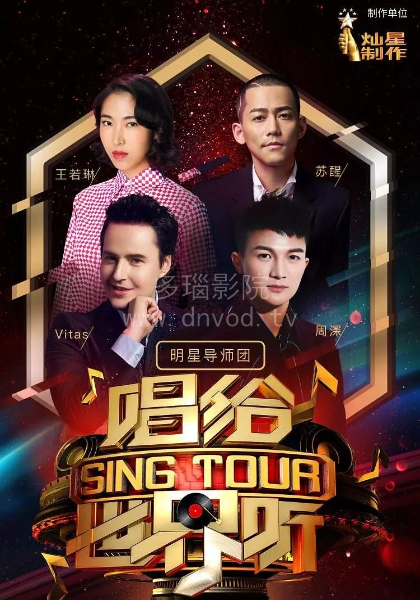 制作单位
灿星
制作
王若琳
苏醒
多瑙影院
www.dnvod.tv
Vitas
周深
明星导师团
唱给
SING TOUR
世界听